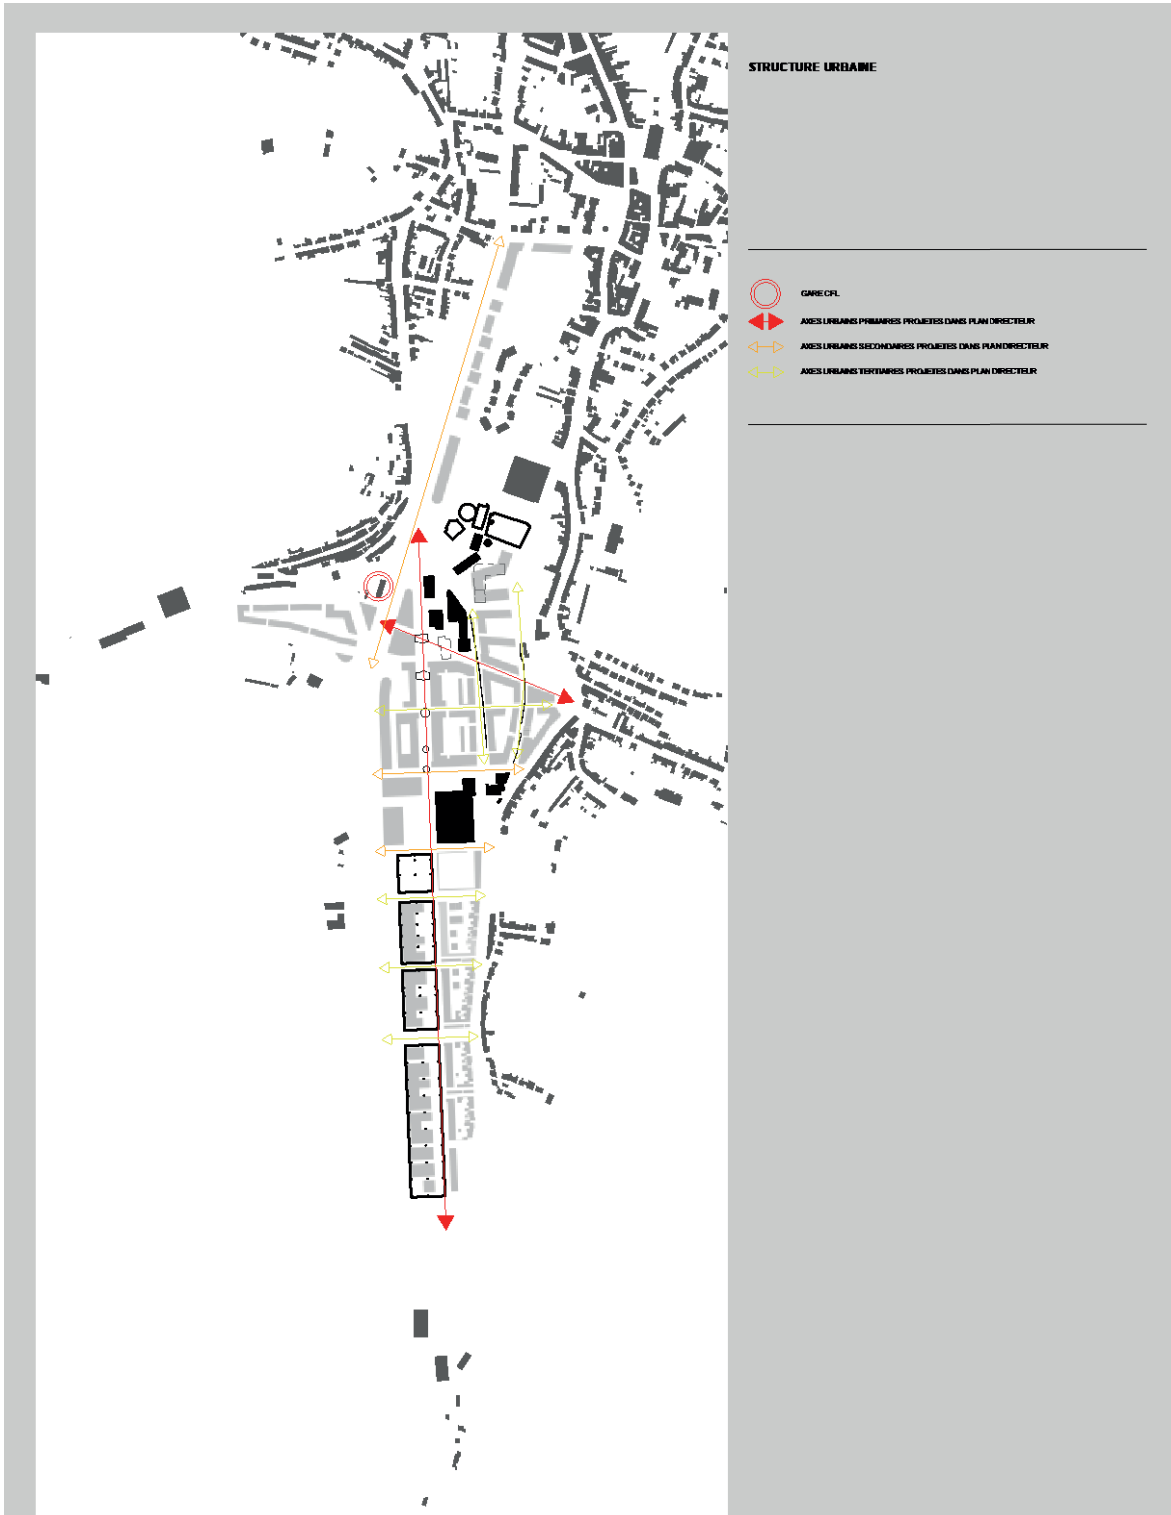 STRUCTURE URBAINE
GARE CFL
AXES URBAINS PRIMAIRES PROJETES DANS PLAN DIRECTEUR
AXES URBAINS SECONDAIRES PROJETES DANS PLAN DIRECTEUR
AXES URBAINS TERTIAIRES PROJETES DANS PLAN DIRECTEUR